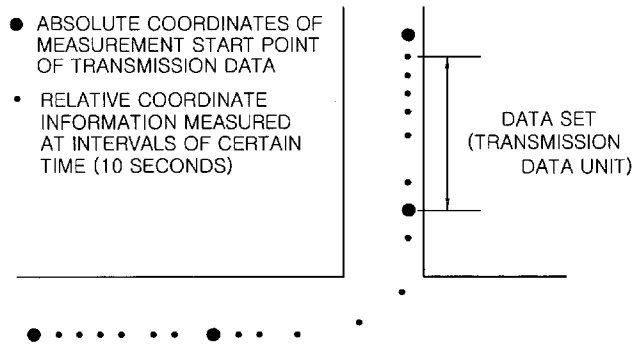 ABSOLUTE COORDINATES OF
MEASUREMENT START POINT
OF TRANSMISSION DATA
RELATIVE COORDINATE
INFORMATION MEASURED
AT INTERVALS OF CERTAIN
TIME (10 SECONDS)
DATA SET
(TRANSMISSION
DATA UNIT)